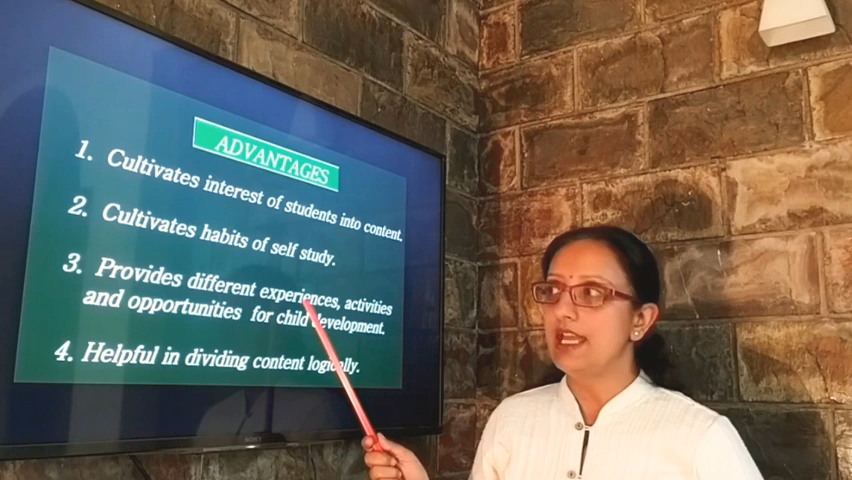 ADVANTAGES
1. Cultivates interest of students into content.
2. Cultivates habits of self study.
3. Provides different experiences, activities
and opportunities for child development.
4. Helpful in dividing content logically.
SONY